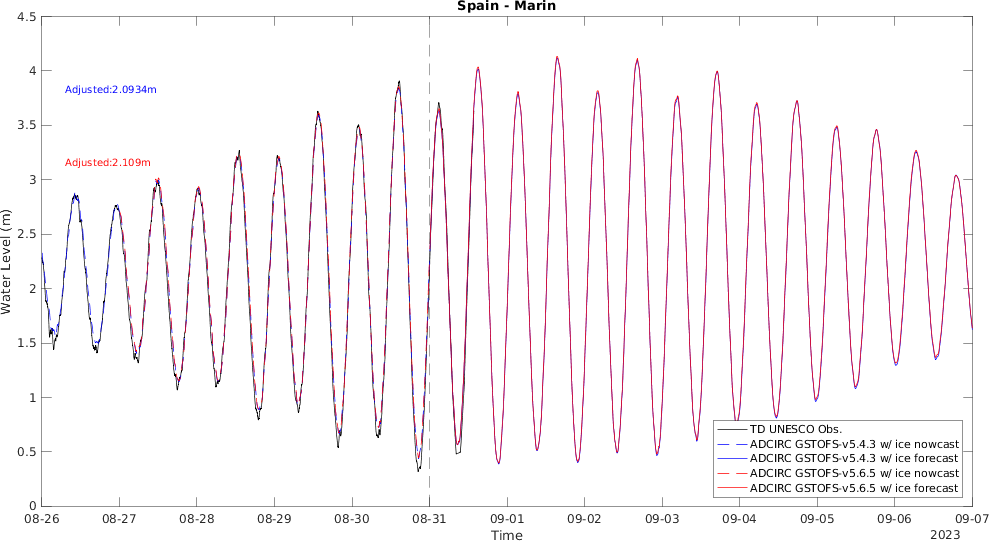 Spain - Marin
4.5
4
3.5
3
2.5
2
1.5
1
0.5
0
Water Level (m)
Adjusted:2.0934m
Adjusted:2.109m
TD UNESCO Obs.
ADCIRC GSTOFS-v5.4.3 w/ ice nowcast
ADCIRC GSTOFS-v5.4.3 w/ ice forecast
ADCIRC GSTOFS-v5.6.5 w/ ice nowcast
ADCIRC GSTOFS-v5.6.5 w/ ice forecast
08-26 08-27 08-28 08-29 08-30 08-31 09-01 09-02 09-03 09-04 09-05 09-06 09-07
Time
2023